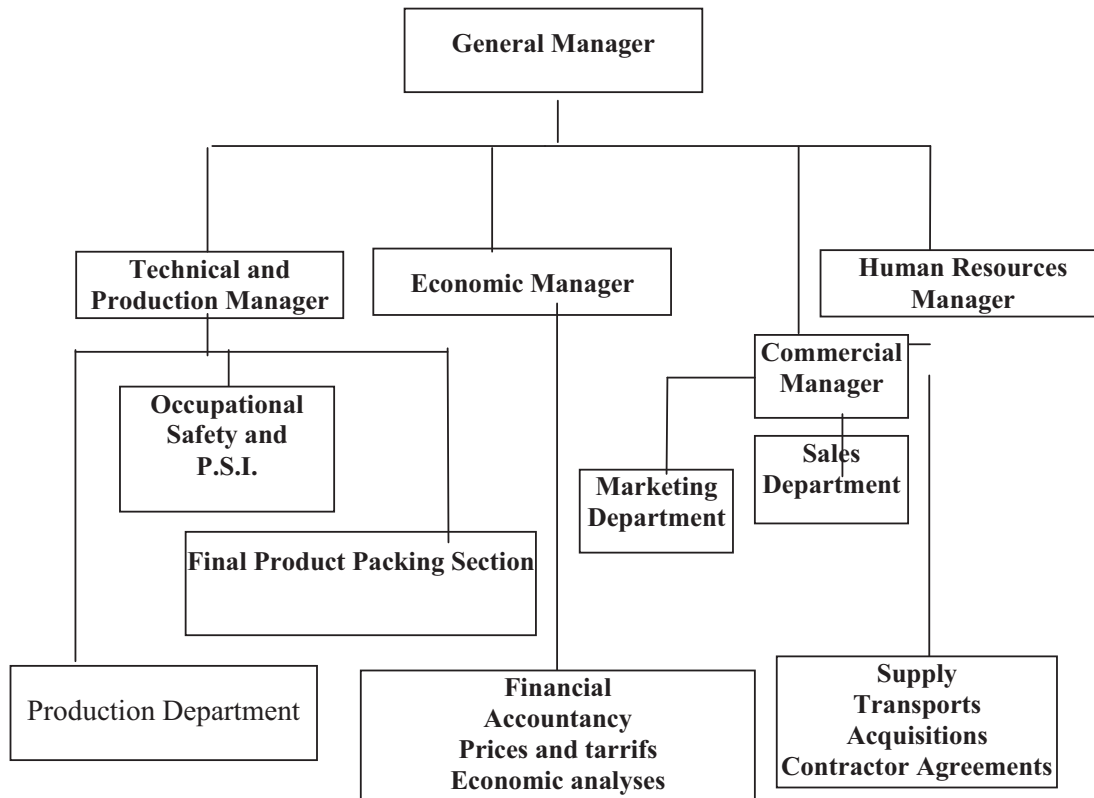 General Manager
Technical and
Production Manager
Economic Manager
Human Resources
Manager
Commercial
Manager
Occupational
Safety and
P.S.I.
Sales
Department
Marketing
Department
Final Product Packing Section
Production Department
Financial
Accountancy
Prices and tarrifs
Economic analyses
Supply
Transports
Acquisitions
Contractor Agreements